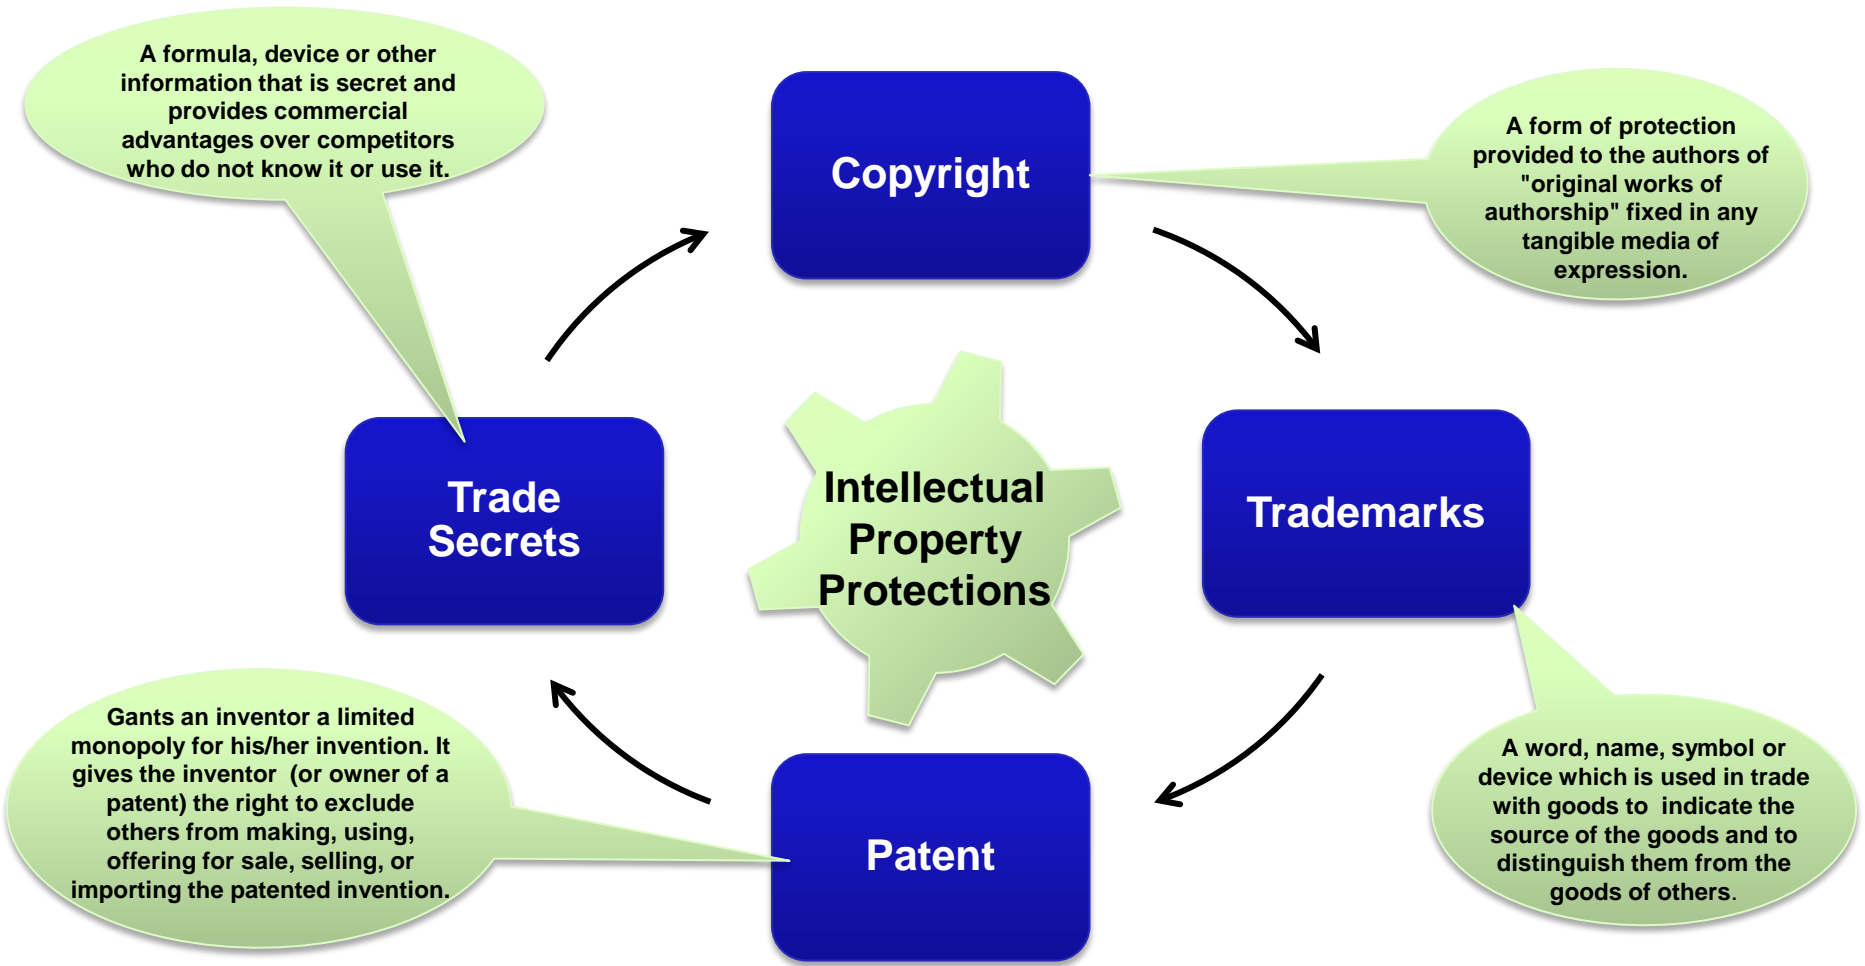 A formula, device or other
information that is secret and
provides commercial
advantages over competitors
who do not know it or use it.
Copyright
A form of protection
provided to the authors of
"original works of
authorship" fixed in any
tangible media of
expression.
Trade
Secrets
Intellectual
Property
Protections
Trademarks
Gants an inventor a limited
monopoly for his/her invention. It
gives the inventor (or owner of a
patent) the right to exclude
others from making, using,
offering for sale, selling, or
importing the patented invention.
Patent
A word, name, symbol or
device which is used in trade
with goods to indicate the
source of the goods and to
distinguish them from the
goods of others.